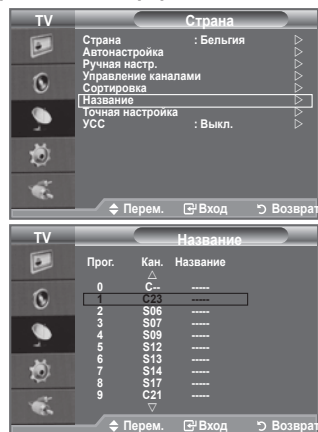 TV Страна
Страна : Бельгия
Автонастройка
Ручная настр.
Управление каналами
Сортировка
Название
Точная настройка
УСС : Выкл.
Перем. Вход Возврат
TV Название
Прог. Кан. Название
0 C-- -----
1 C23 -----
2 S06 -----
3 S07 -----
4 S09 -----
5 S12 -----
6 S13 -----
7 S14 -----
8 S17 -----
9 C21 -----
Перем. Вход Возврат